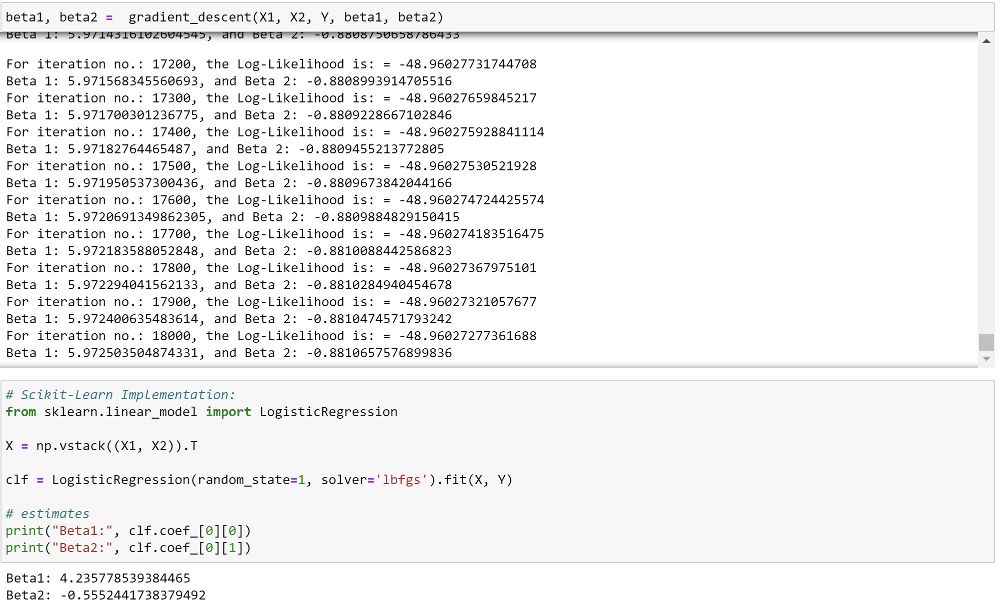 beta1, beta2 =  gradient_descent(X1, X2, Y, beta1, beta2)
Beta 1: 5.9714316102604545, and Beta 2: -0.8808750658786433
For iteration no.: 17200, the Log-Likelihood is: = -48.96027731744708
Beta 1: 5.971568345560693, and Beta 2: -0.8808993914705516
For iteration no.: 17300, the Log-Likelihood is: = -48.96027659845217
Beta 1: 5.971700301236775, and Beta 2: -0.8809228667102846
For iteration no.: 17400, the Log-Likelihood is: = -48.960275928841114
Beta 1: 5.97182764465487, and Beta 2: -0.8809455213772805
For iteration no.: 17500, the Log-Likelihood is: = -48.96027530521928
Beta 1: 5.971950537300436, and Beta 2: -0.8809673842044166
For iteration no.: 17600, the Log-Likelihood is: = -48.960274724425574
Beta 1: 5.9720691349862305, and Beta 2: -0.8809884829150415
For iteration no.: 17700, the Log-Likelihood is: = -48.960274183516475
Beta 1: 5.972183588052848, and Beta 2: -0.8810088442586823
For iteration no.: 17800, the Log-Likelihood is: = -48.96027367975101
Beta 1: 5.972294041562133, and Beta 2: -0.8810284940454678
For iteration no.: 17900, the Log-Likelihood is: = -48.96027321057677
Beta 1: 5.972400635483614, and Beta 2: -0.8810474571793242
For iteration no.: 18000, the Log-Likelihood is: = -48.96027277361688
Beta 1: 5.972503504874331, and Beta 2: -0.8810657576899836
# Scikit-Learn Implementation:
from sklearn.linear_model import LogisticRegression
X = np.vstack((X1, X2)).T
clf = LogisticRegression(random_state=1, solver='lbfgs').fit(X, Y)
# estimates
print("Beta1:", clf.coef_[0][0])
print("Beta2:", clf.coef_[0][1])
Beta1: 4.235778539384465
Beta2: -0.5552441738379492